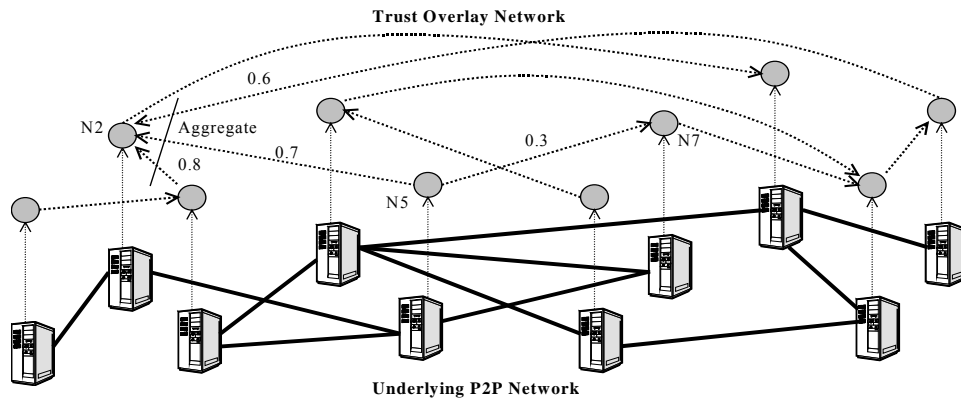 Trust Overlay Network
0.6
N2
Aggregate
0.7
0.3
N7
0.8
N5
Underlying P2P Network